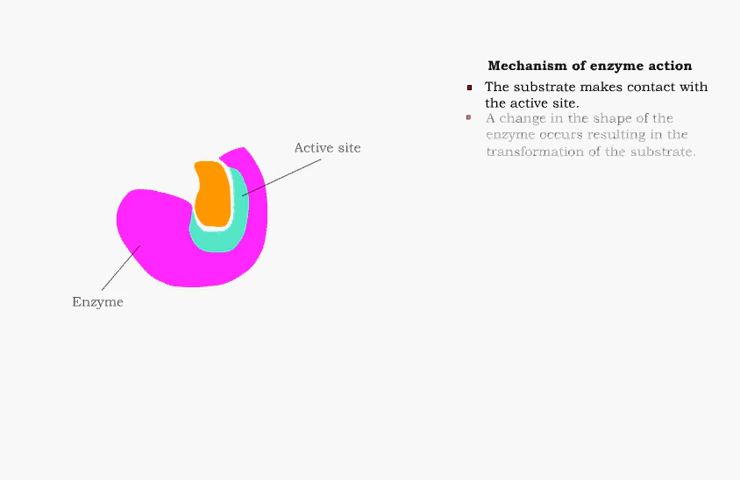 Mechanism of enzyme action
The substrate makes contact with
the active site.
A change in the shape of the
enzyme occurs resulting in the
transformation of the substrate.
Active site
Enzyme